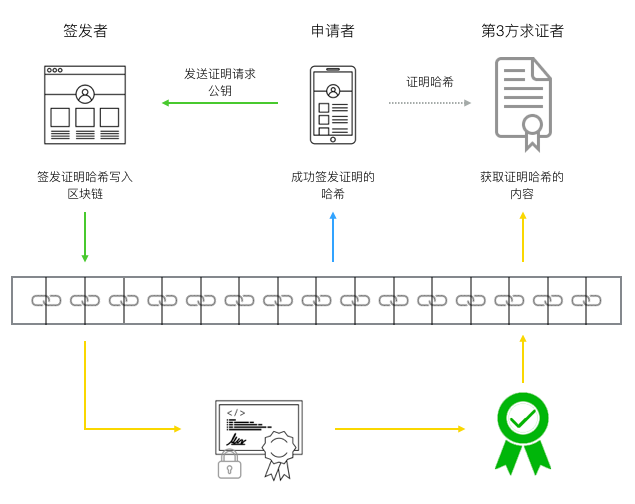 签发者
申请者
第3方求证者
发送证明请求
公钥
证明哈希
签发证明哈希写入
区块链
成功签发证明的
哈希
获取证明哈希的
内容
</>